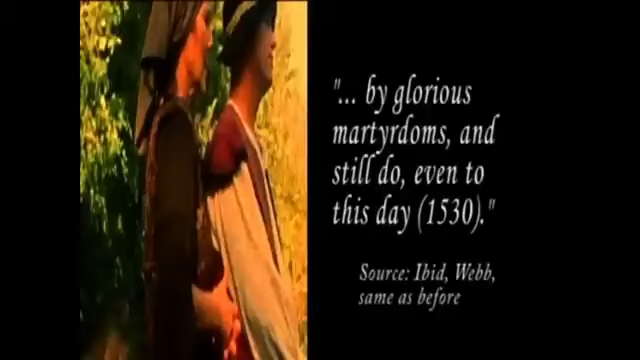 "... by glorious
martyrdoms, and
still do, even to
this day (1530)."
Source: Ibid, Webb,
same as before